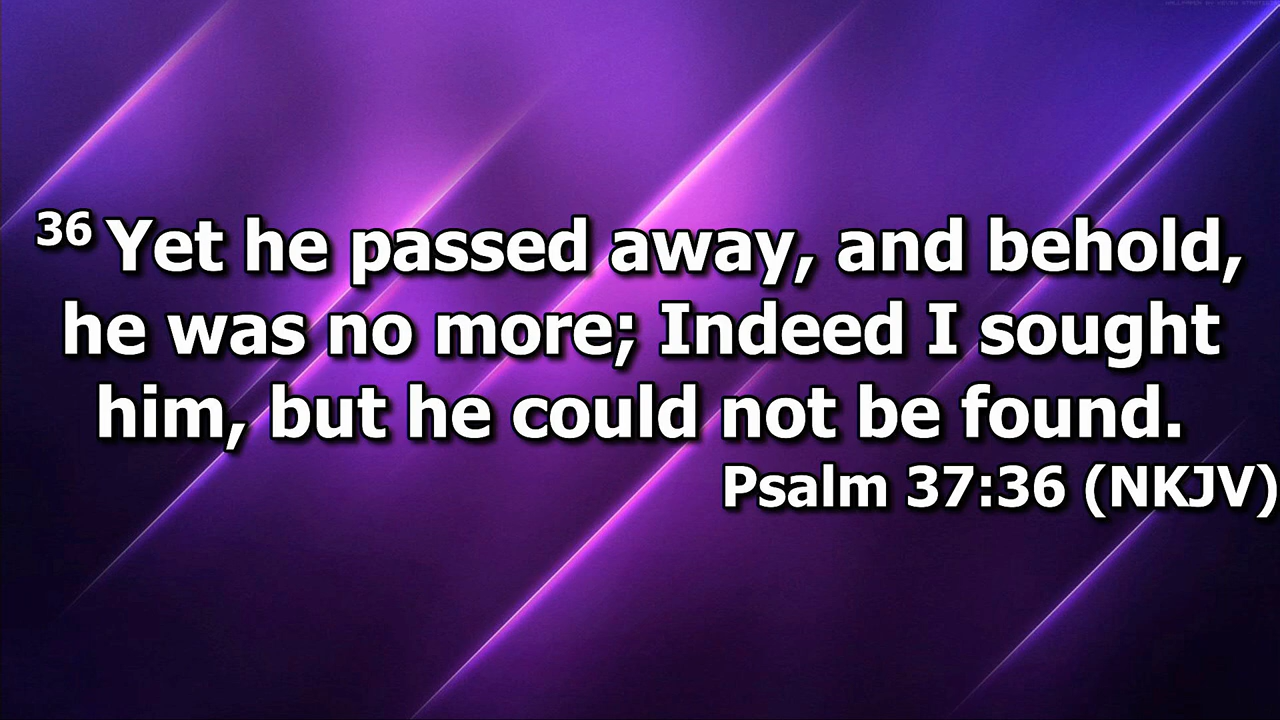 36 Yet he passed away, and behold,
he was no more; Indeed I sought
him, but he could not be found.
Psalm 37:36 (NKJV)